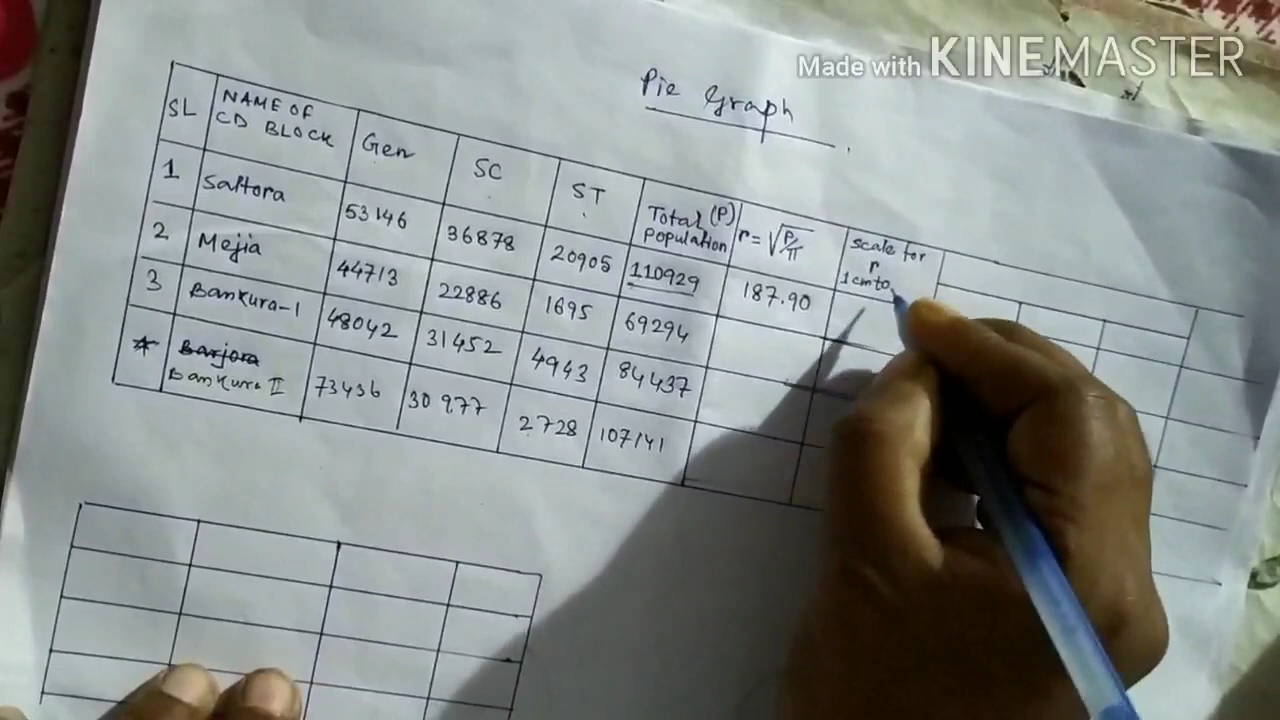 Made with KINEMASTER
Pie Graph
SL
NAME OF
CD BLOCK
Gen
SC
ST
Total (P)
Population
r = √P/π
Scale for
r
1 cm to
1 Saltora 53146 36878 20905 110929 187.90
2 Mejia 44713 22886 1695 69294
3 Bankura-1 48042 31452 4943 84437
Barjora
Bankura II 73436 30977 2728 107141